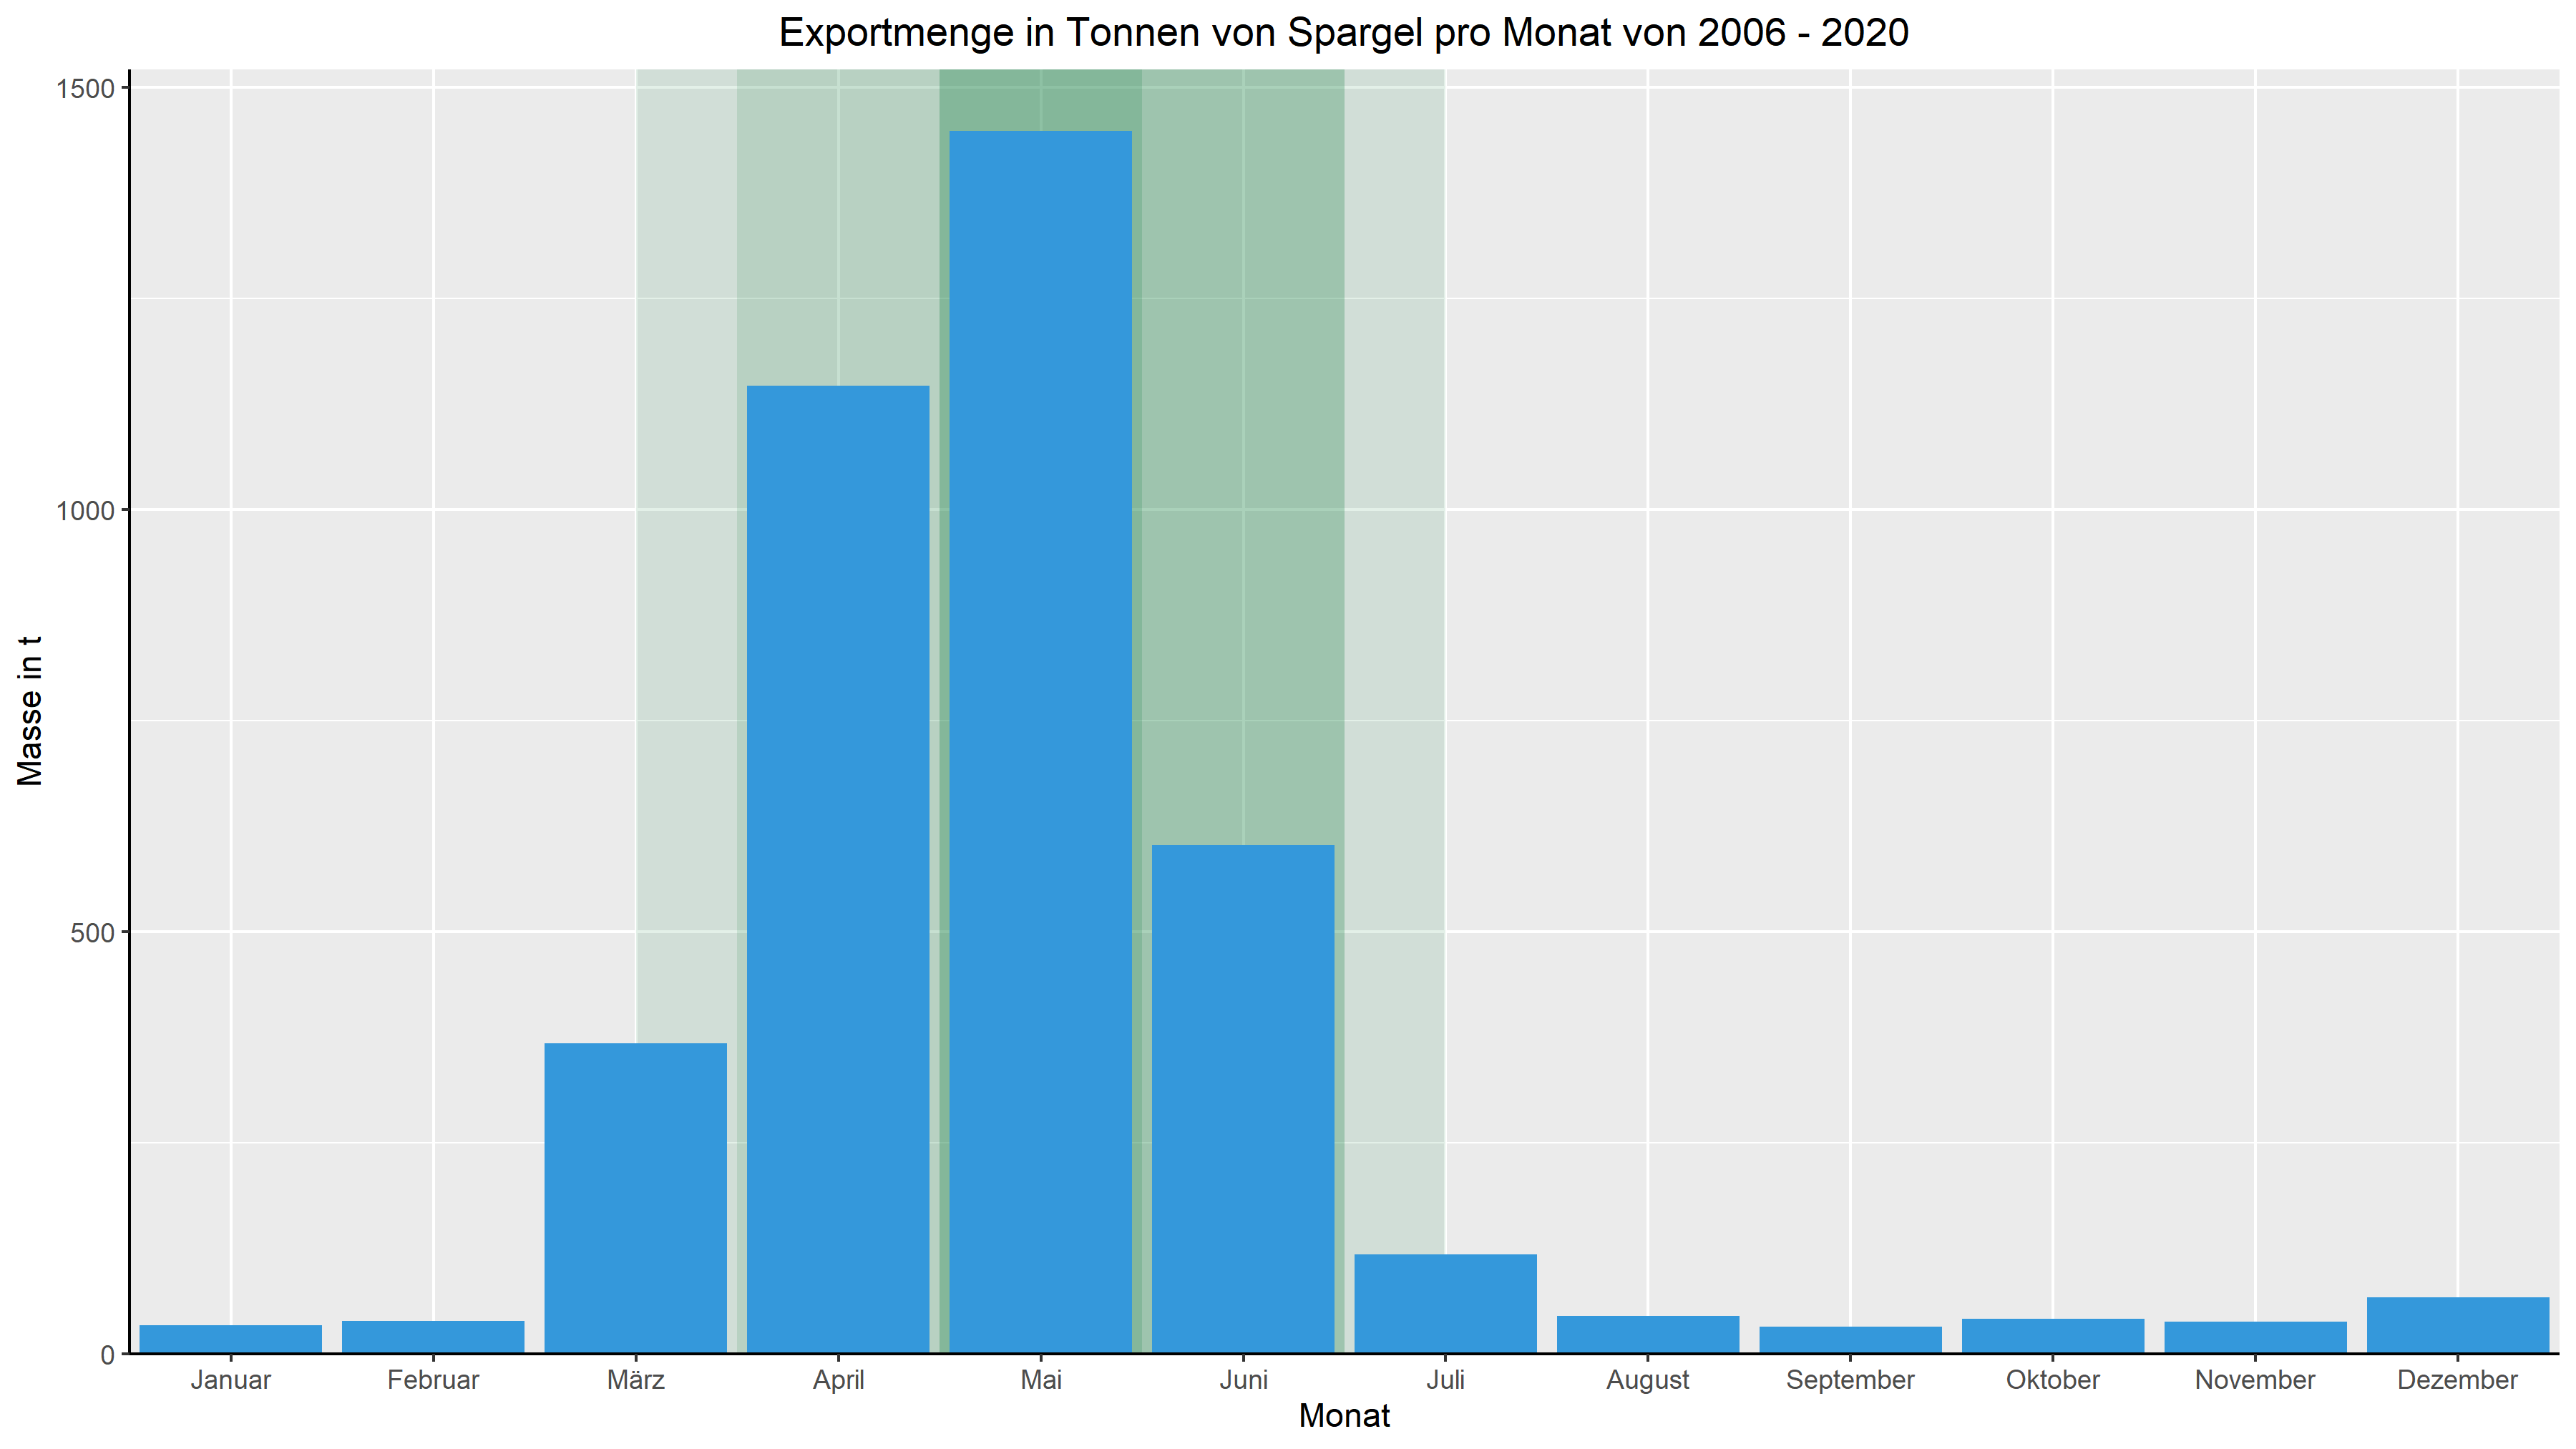 Exportmenge in Tonnen von Spargel pro Monat von 2006 - 2020
1500
1000
500
0
Masse in t
Januar Februar März April Mai Juni Juli August September Oktober November Dezember
Monat